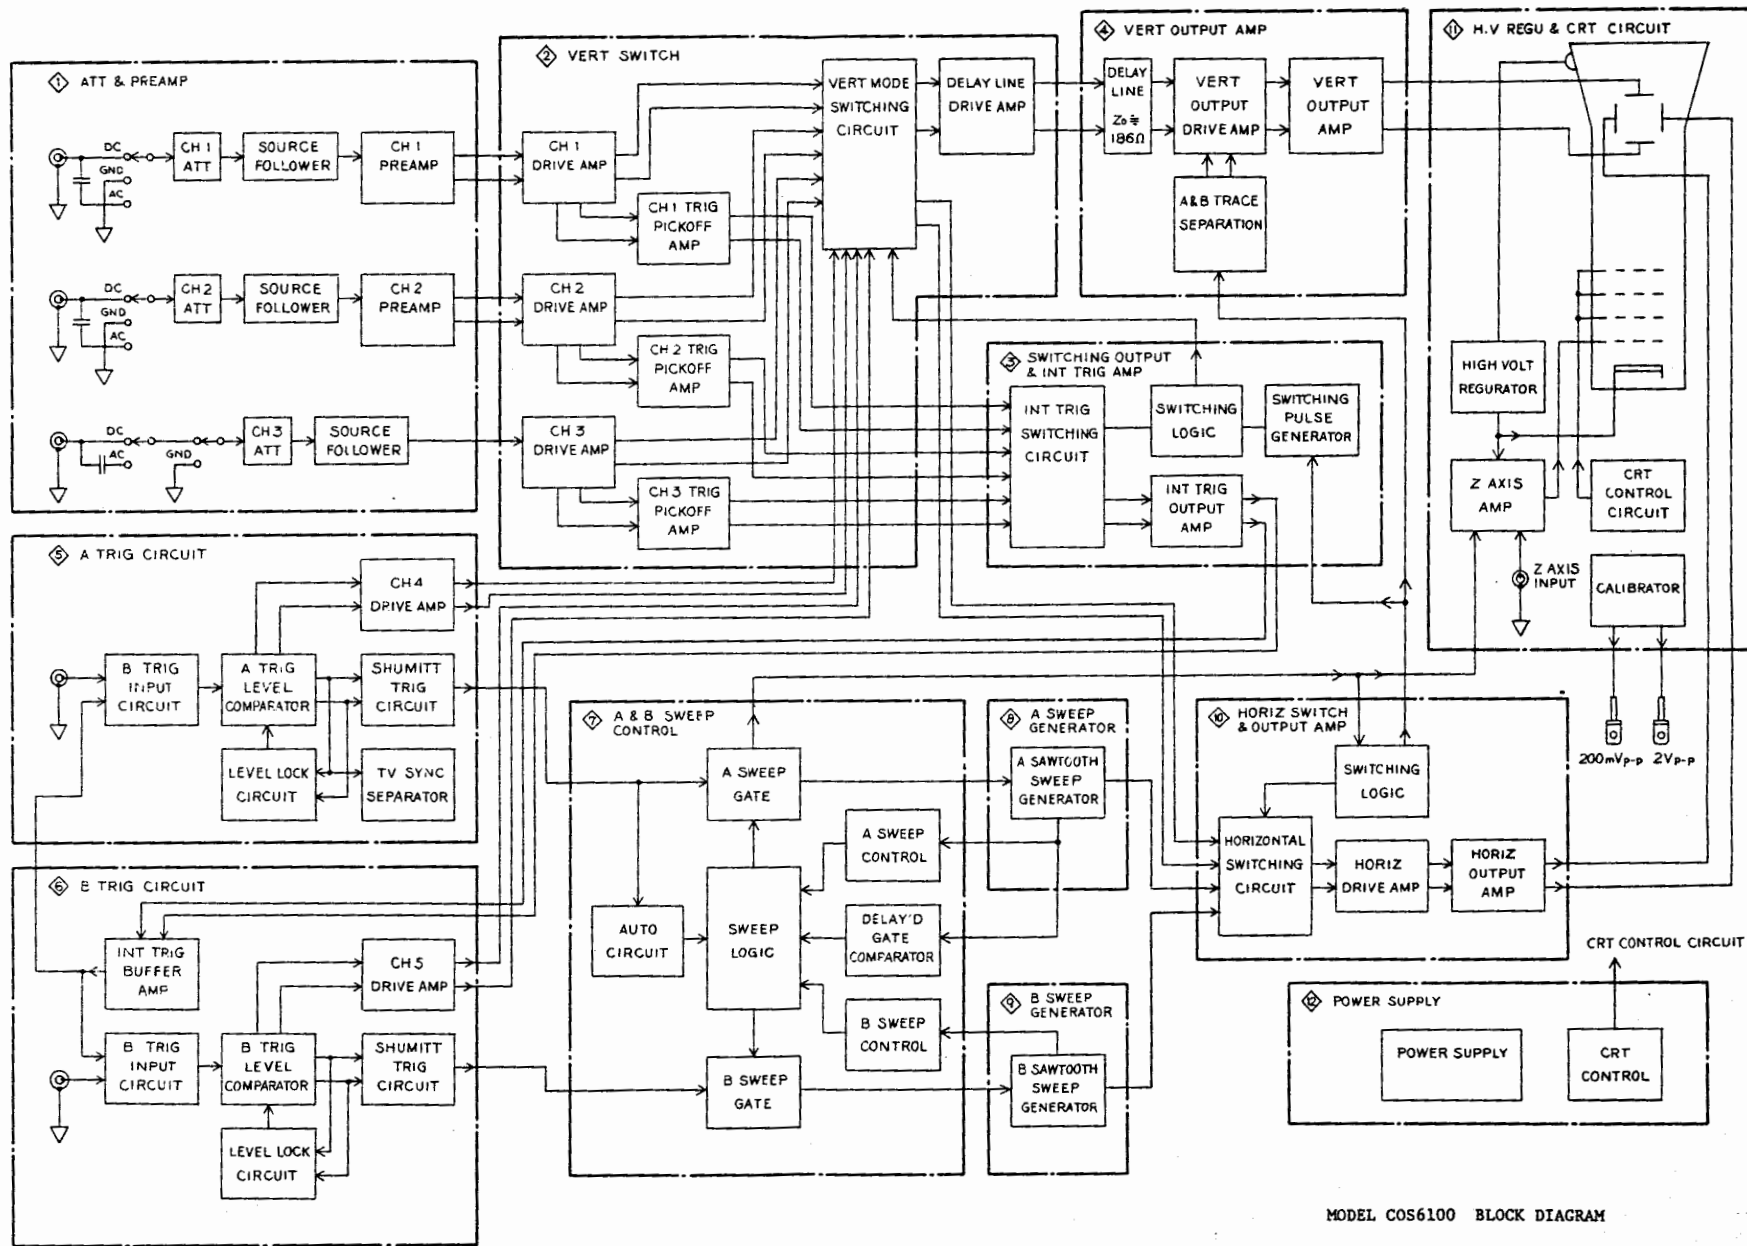 ① ATT & PREAMP
DC
GND
AC
CH 1
ATT
SOURCE
FOLLOWER
CH 1
PREAMP
DC
GND
AC
CH 2
ATT
SOURCE
FOLLOWER
CH 2
PREAMP
DC
AC
GND
CH 3
ATT
SOURCE
FOLLOWER
② VERT SWITCH
CH 1
DRIVE AMP
CH 1 TRIG
PICKOFF
AMP
CH 2
DRIVE AMP
CH 2 TRIG
PICKOFF
AMP
CH 3
DRIVE AMP
CH 3 TRIG
PICKOFF
AMP
VERT MODE
SWITCHING
CIRCUIT
DELAY LINE
DRIVE AMP
④ VERT OUTPUT AMP
DELAY
LINE
Zo≒
186Ω
VERT
OUTPUT
DRIVE AMP
VERT
OUTPUT
AMP
A&B TRACE
SEPARATION
③ SWITCHING OUTPUT
& INT TRIG AMP
INT TRIG
SWITCHING
CIRCUIT
SWITCHING
LOGIC
SWITCHING
PULSE
GENERATOR
INT TRIG
OUTPUT
AMP
⑪ H.V REGU & CRT CIRCUIT
HIGH VOLT
REGURATOR
Z AXIS
AMP
CRT
CONTROL
CIRCUIT
Z AXIS
INPUT
CALIBRATOR
200mVp-p 2Vp-p
⑤ A TRIG CIRCUIT
CH 4
DRIVE AMP
B TRIG
INPUT
CIRCUIT
A TRIG
LEVEL
COMPARATOR
SHUMITT
TRIG
CIRCUIT
LEVEL LOCK
CIRCUIT
TV SYNC
SEPARATOR
⑥ B TRIG CIRCUIT
INT TRIG
BUFFER
AMP
CH 5
DRIVE AMP
B TRIG
INPUT
CIRCUIT
B TRIG
LEVEL
COMPARATOR
SHUMITT
TRIG
CIRCUIT
LEVEL LOCK
CIRCUIT
⑦ A & B SWEEP
CONTROL
A SWEEP
GATE
A SWEEP
CONTROL
AUTO
CIRCUIT
SWEEP
LOGIC
DELAY'D
GATE
COMPARATOR
B SWEEP
CONTROL
B SWEEP
GATE
⑧ A SWEEP
GENERATOR
A SAWTOOTH
SWEEP
GENERATOR
⑨ B SWEEP
GENERATOR
B SAWTOOTH
SWEEP
GENERATOR
⑩ HORIZ SWITCH
& OUTPUT AMP
SWITCHING
LOGIC
HORIZONTAL
SWITCHING
CIRCUIT
HORIZ
DRIVE AMP
HORIZ
OUTPUT
AMP
CRT CONTROL CIRCUIT
⑫ POWER SUPPLY
POWER SUPPLY
CRT
CONTROL
MODEL COS6100 BLOCK DIAGRAM